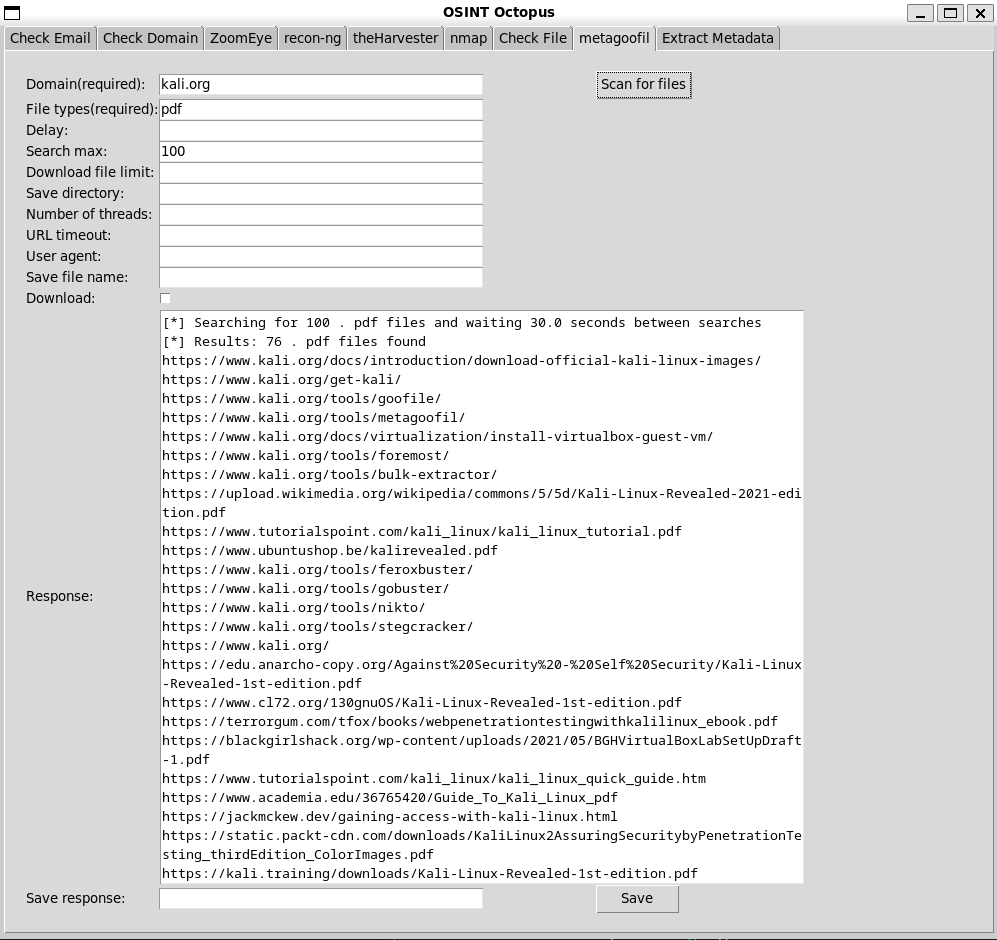 OSINT Octopus
Check Email Check Domain ZoomEye recon-ng theHarvester nmap Check File metagoofil Extract Metadata
Domain(required): kali.org Scan for files
File types(required): pdf
Delay:
Search max: 100
Download file limit:
Save directory:
Number of threads:
URL timeout:
User agent:
Save file name:
Download:
Response:
[*] Searching for 100 . pdf files and waiting 30.0 seconds between searches
[*] Results: 76 . pdf files found
https://www.kali.org/docs/introduction/download-official-kali-linux-images/
https://www.kali.org/get-kali/
https://www.kali.org/tools/goofile/
https://www.kali.org/tools/metagoofil/
https://www.kali.org/docs/virtualization/install-virtualbox-guest-vm/
https://www.kali.org/tools/foremost/
https://www.kali.org/tools/bulk-extractor/
https://upload.wikimedia.org/wikipedia/commons/5/5d/Kali-Linux-Revealed-2021-edi
tion.pdf
https://www.tutorialspoint.com/kali_linux/kali_linux_tutorial.pdf
https://www.ubuntushop.be/kalirevealed.pdf
https://www.kali.org/tools/feroxbuster/
https://www.kali.org/tools/gobuster/
https://www.kali.org/tools/nikto/
https://www.kali.org/tools/stegcracker/
https://www.kali.org/
https://edu.anarcho-copy.org/Against%20Security%20-%20Self%20Security/Kali-Linux
-Revealed-1st-edition.pdf
https://www.cl72.org/130gnuOS/Kali-Linux-Revealed-1st-edition.pdf
https://terrorgum.com/tfox/books/webpenetrationtestingwithkalilinux_ebook.pdf
https://blackgirlshack.org/wp-content/uploads/2021/05/BGHVirtualBoxLabSetUpDraft
-1.pdf
https://www.tutorialspoint.com/kali_linux/kali_linux_quick_guide.htm
https://www.academia.edu/36765420/Guide_To_Kali_Linux_pdf
https://jackmckew.dev/gaining-access-with-kali-linux.html
https://static.packt-cdn.com/downloads/KaliLinux2AssuringSecuritybyPenetrationTe
sting_thirdEdition_ColorImages.pdf
https://kali.training/downloads/Kali-Linux-Revealed-1st-edition.pdf
Save response: Save